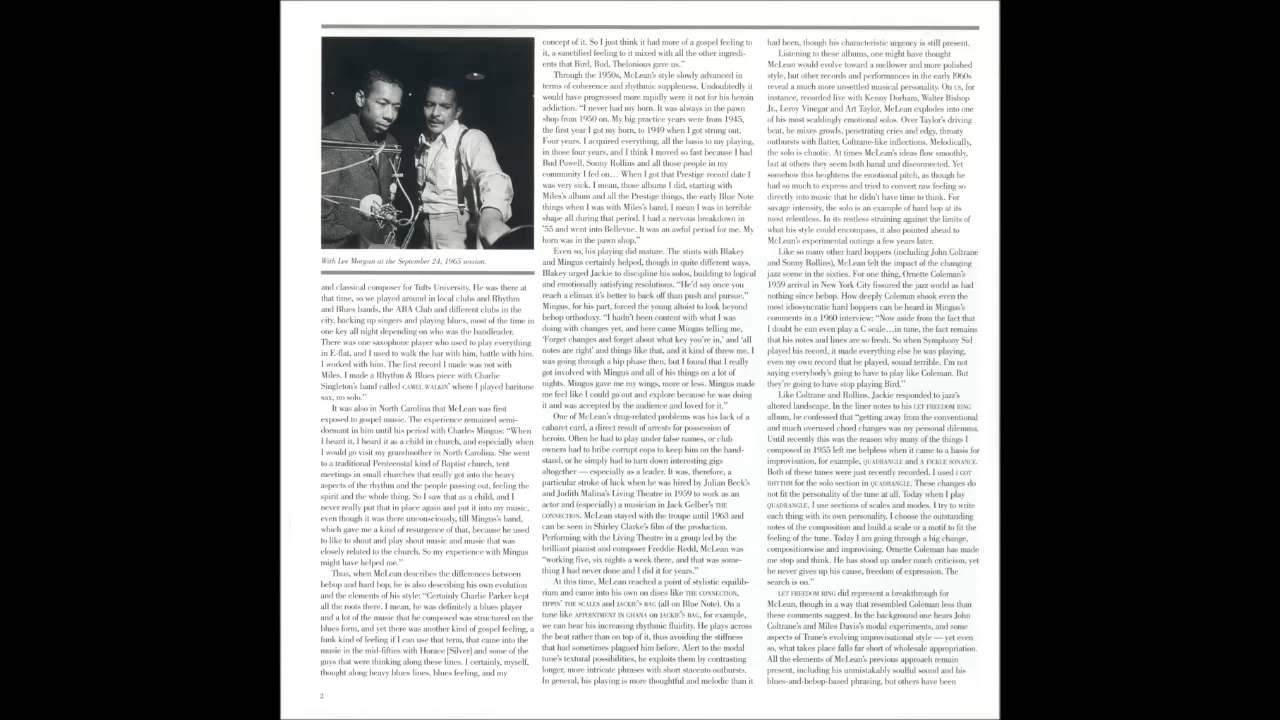 With Lee Morgan at the September 24, 1965 session.
and classical composer for Tufts University. He was there at
that time, so we played around in local clubs and Rhythm
and Blues bands, the ABA Club and different clubs in the
city, backing up singers and playing blues, most of the time in
one key all night depending on who was the bandleader.
There was one saxophone player who used to play everything
in E-flat, and I used to walk the bar with him, battle with him.
I worked with him. The first record I made was not with
Miles, I made a Rhythm & Blues piece with Charlie
Singleton's band called CAMEL WALKIN' where I played baritone
sax, no solo."
It was also in North Carolina that McLean was first
exposed to gospel music. The experience remained semi-
dormant in him until his period with Charles Mingus: "When
I heard it, I heard it as a child in church, and especially when
I would go visit my grandmother in North Carolina. She went
to a traditional Pentecostal kind of Baptist church, tent
meetings in small churches that really got into the heavy
aspects of the rhythm and the people passing out, feeling the
spirit and the whole thing. So I saw that as a child, and I
never really put that in place again and put it into my music,
even though it was there unconsciously, till Mingus's band,
which gave me a kind of resurgence of that, because he used
to like to shout and play shout music and music that was
closely related to the church. So my experience with Mingus
might have helped me."
Thus, when McLean describes the differences between
bebop and hard bop, he is also describing his own evolution
and the elements of his style: "Certainly Charlie Parker kept
all the roots there. I mean, he was definitely a blues player
and a lot of the music that he composed was structured on the
blues form, and yet there was another kind of gospel feeling, a
funk kind of feeling if I can use that term, that came into the
music in the mid-fifties with Horace [Silver] and some of the
guys that were thinking along these lines. I certainly, myself,
thought along heavy blues lines, blues feeling, and my
2
concept of it. So I just think it had more of a gospel feeling to
it, a sanctified feeling to it mixed with all the other ingredi-
ents that Bird, Bud, Thelonious gave us."
Through the 1950s, McLean's style slowly advanced in
terms of coherence and rhythmic suppleness. Undoubtedly it
would have progressed more rapidly were it not for his heroin
addiction. "I never had my horn. It was always in the pawn
shop from 1950 on. My big practice years were from 1945,
the first year I got my horn, to 1949 when I got strung out.
Four years. I acquired everything, all the basis to my playing,
in those four years, and I think I moved so fast because I had
Bud Powell, Sonny Rollins and all those people in my
community I fed on... When I got that Prestige record date I
was very sick. I mean, those albums I did, starting with
Miles's album and all the Prestige things, the early Blue Note
things when I was with Miles's band, I mean I was in terrible
shape all during that period. I had a nervous breakdown in
'55 and went into Bellevue. It was an awful period for me. My
horn was in the pawn shop."
Even so, his playing did mature. The stints with Blakey
and Mingus certainly helped, though in quite different ways.
Blakey urged Jackie to discipline his solos, building to logical
and emotionally satisfying resolutions. "He'd say once you
reach a climax it's better to back off than push and pursue."
Mingus, for his part, forced the young altoist to look beyond
bebop orthodoxy. "I hadn't been content with what I was
doing with changes yet, and here came Mingus telling me,
'Forget changes and forget about what key you're in,' and 'all
notes are right' and things like that, and it kind of threw me. I
was going through a hip phase then, but I found that I really
got involved with Mingus and all of his things on a lot of
nights. Mingus gave me my wings, more or less. Mingus made
me feel like I could go out and explore because he was doing
it and was accepted by the audience and loved for it."
One of McLean's drug-related problems was his lack of a
cabaret card, a direct result of arrests for possession of
heroin. Often he had to play under false names, or club
owners had to bribe corrupt cops to keep him on the band-
stand, or he simply had to turn down interesting gigs
altogether — especially as a leader. It was, therefore, a
particular stroke of luck when he was hired by Julian Beck's
and Judith Malina's Living Theatre in 1959 to work as an
actor and (especially) a musician in Jack Gelber's THE
CONNECTION. McLean stayed with the troupe until 1963 and
can be seen in Shirley Clarke's film of the production.
Performing with the Living Theatre in a group led by the
brilliant pianist and composer Freddie Redd, McLean was
"working five, six nights a week there, and that was some-
thing I had never done and I did it for years."
At this time, McLean reached a point of stylistic equilib-
rium and came into his own on discs like THE CONNECTION,
TIPPIN' THE SCALES and JACKIE'S BAG (all on Blue Note). On a
tune like APPOINTMENT IN GHANA on JACKIE'S BAG, for example,
we can hear his increasing rhythmic fluidity. He plays across
the beat rather than on top of it, thus avoiding the stiffness
that had sometimes plagued him before. Alert to the modal
tune's textural possibilities, he exploits them by contrasting
longer, more intricate phrases with short staccato outbursts.
In general, his playing is more thoughtful and melodic than it
had been, though his characteristic urgency is still present.
Listening to these albums, one might have thought
McLean would evolve toward a mellower and more polished
style, but other records and performances in the early 1960s
reveal a much more unsettled musical personality. On US, for
instance, recorded live with Kenny Dorham, Walter Bishop
Jr., Leroy Vinegar and Art Taylor, McLean explodes into one
of his most scaldingly emotional solos. Over Taylor's driving
beat, he mixes growls, penetrating cries and edgy, throaty
outbursts with flatter, Coltrane-like inflections. Melodically,
the solo is chaotic. At times McLean's ideas flow smoothly,
but at others they seem both banal and disconnected. Yet
somehow this heightens the emotional pitch, as though he
had so much to express and tried to convert raw feeling so
directly into music that he didn't have time to think. For
savage intensity, the solo is an example of hard bop at its
most relentless. In its restless straining against the limits of
what his style could encompass, it also pointed ahead to
McLean's experimental outings a few years later.
Like so many other hard boppers (including John Coltrane
and Sonny Rollins), McLean felt the impact of the changing
jazz scene in the sixties. For one thing, Ornette Coleman's
1959 arrival in New York City fissured the jazz world as had
nothing since bebop. How deeply Coleman shook even the
most idiosyncratic hard boppers can be heard in Mingus's
comments in a 1960 interview: "Now aside from the fact that
I doubt he can even play a C scale...in tune, the fact remains
that his notes and lines are so fresh. So when Symphony Sid
played his record, it made everything else he was playing,
even my own record that he played, sound terrible. I'm not
saying everybody's going to have to play like Coleman. But
they're going to have stop playing Bird."
Like Coltrane and Rollins, Jackie responded to jazz's
altered landscape. In the liner notes to his LET FREEDOM RING
album, he confessed that "getting away from the conventional
and much overused chord changes was my personal dilemma.
Until recently this was the reason why many of the things I
composed in 1955 left me helpless when it came to a basis for
improvisation, for example, QUADRANGLE and A FICKLE SONANCE.
Both of these tunes were just recently recorded. I used I GOT
RHYTHM for the solo section in QUADRANGLE. These changes do
not fit the personality of the tune at all. Today when I play
QUADRANGLE, I use sections of scales and modes. I try to write
each thing with its own personality. I choose the outstanding
notes of the composition and build a scale or a motif to fit the
feeling of the tune. Today I am going through a big change,
compositionwise and improvising. Ornette Coleman has made
me stop and think. He has stood up under much criticism, yet
he never gives up his cause, freedom of expression. The
search is on."
LET FREEDOM RING did represent a breakthrough for
McLean, though in a way that resembled Coleman less than
these comments suggest. In the background one hears John
Coltrane's and Miles Davis's modal experiments, and some
aspects of Trane's evolving improvisational style — yet even
so, what takes place falls far short of wholesale appropriation.
All the elements of McLean's previous approach remain
present, including his unmistakably soulful sound and his
blues-and-bebop-based phrasing, but others have been